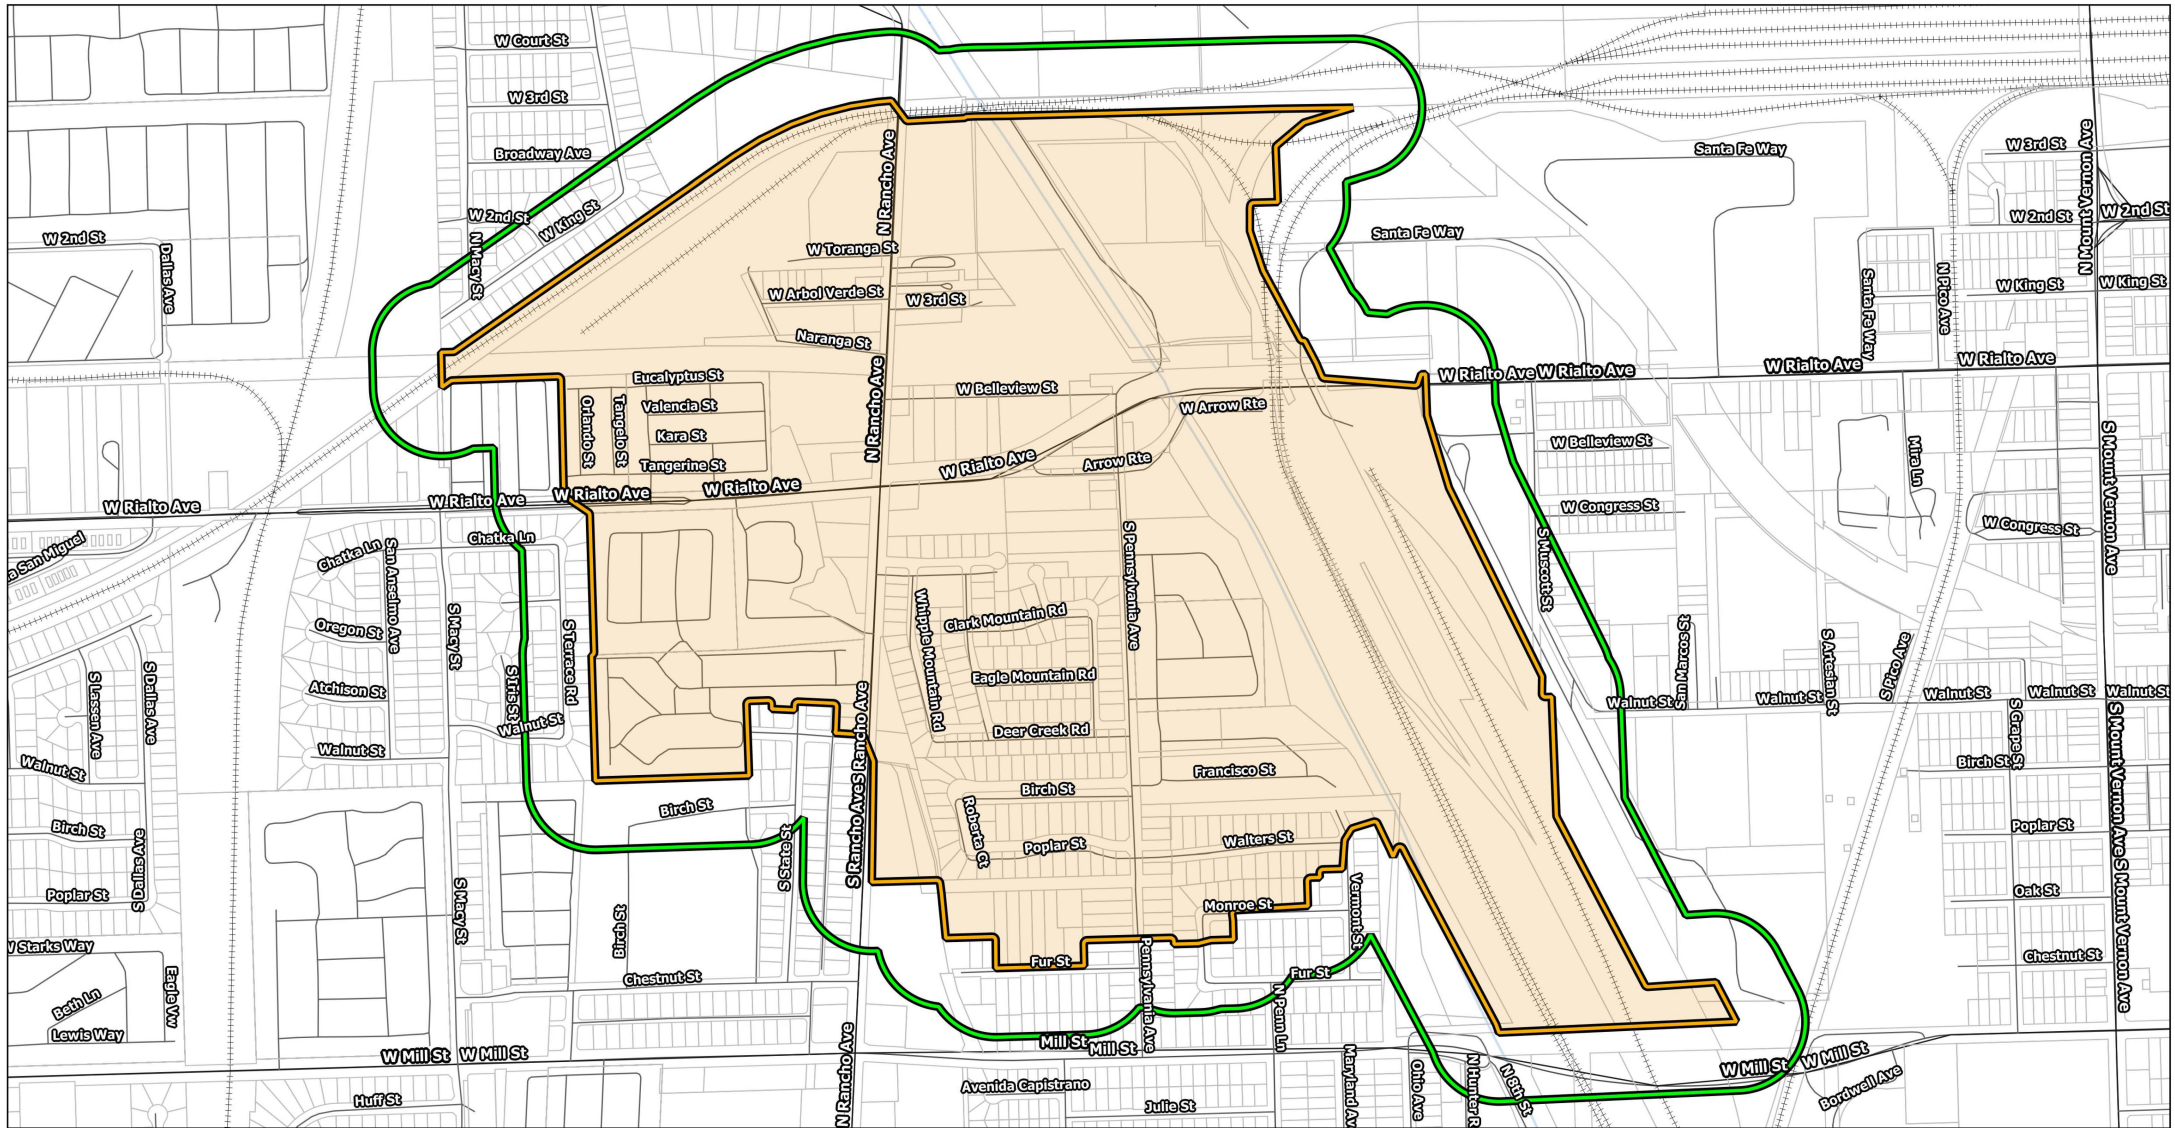 W Court St
W 3rd St
Broadway Ave
W 2nd St
W King St
N Macy St
W 2nd St
Dallas Ave
N Rancho Ave
W Toranga St
W Arbol Verde St
W 3rd St
Naranga St
N Rancho Ave
Eucalyptus St
Valencia St
Kara St
Tangerine St
Orlando St
Tangelo St
W Belleview St
W Arrow Rte
Arrow Rte
W Rialto Ave
W Rialto Ave
W Rialto Ave
W Rialto Ave
W Rialto Ave
Santa Fe Way
Santa Fe Way
Santa Fe Way
N Pico Ave
W 3rd St
W 2nd St
W 2nd St
N Mount Vernon Ave
W King St
W King St
W Rialto Ave
W Rialto Ave
W Rialto Ave
W Rialto Ave
W Belleview St
W Congress St
S Muscott St
Mira Ln
W Congress St
S Mount Vernon Ave
a San Miguel
Chatka Ln
Chatka Ln
San Anselmo Ave
Oregon St
Atchison St
Walnut St
S Macy St
S Iris St
S Terrace Rd
Walnut St
S Lassen Ave
S Dallas Ave
Walnut St
Birch St
Poplar St
S Dallas Ave
W Starks Way
Beth Ln
Lewis Way
Eagle Vw
Whipple Mountain Rd
Clark Mountain Rd
Eagle Mountain Rd
Deer Creek Rd
S Pennsylvania Ave
Francisco St
Birch St
Roberta Ct
Poplar St
Walters St
Monroe St
Vermont St
S Rancho Ave
S Rancho Ave
Birch St
S State St
Birch St
S Macy St
Chestnut St
Fur St
Fur St
Pennsylvania Ave
N Penn Ln
Mill St
Mill St
W Mill St
W Mill St
N Rancho Ave
Huff St
Avenida Capistrano
Julie St
Maryland Av
Ohio Ave
N Hunter R
N 8th St
W Mill St
W Mill St
Bordwell Ave
San Marcos St
Walnut St
Walnut St
S Artesian St
S Pico Ave
Walnut St
Walnut St
Walnut St
S Grape St
Birch St
Poplar St
Oak St
Chestnut St
S Mount Vernon Ave
S Mount Vernon Ave